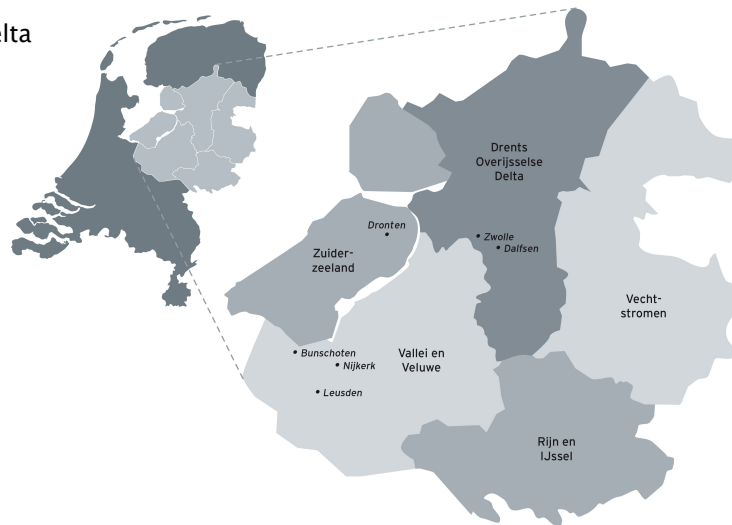 elta
Drents
Overijsselse
Delta
Dronten
Zwolle
Dalfsen
Zuider-
zeeland
Vecht-
stromen
Bunschoten
Nijkerk
Vallei en
Veluwe
Leusden
Rijn en
IJssel